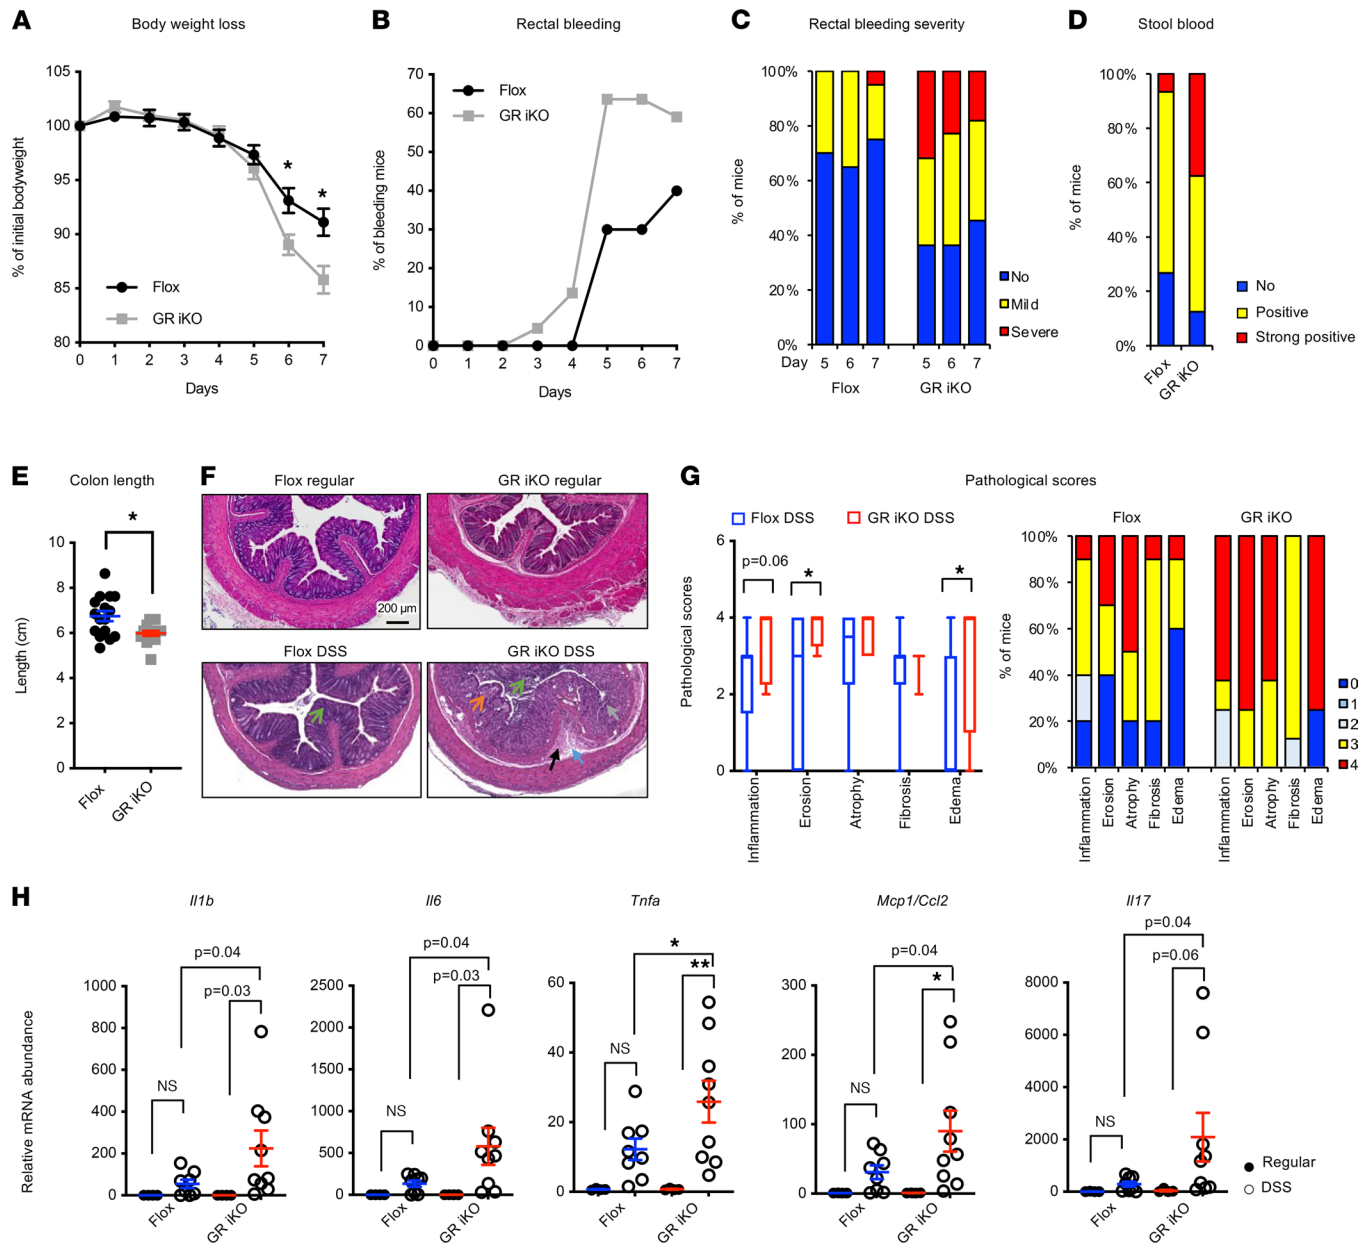 A
Body weight loss
% of initial bodyweight
105
100
95
90
85
80
*
*
Flox
GR iKO
0 1 2 3 4 5 6 7
Days
B
Rectal bleeding
% of bleeding mice
70
60
50
40
30
20
10
0
Flox
GR iKO
0 1 2 3 4 5 6 7
Days
C
Rectal bleeding severity
% of mice
100%
80%
60%
40%
20%
0%
Day 5 6 7 5 6 7
Flox GR iKO
No
Mild
Severe
D
Stool blood
% of mice
100%
80%
60%
40%
20%
0%
Flox
GR iKO
No
Positive
Strong positive
E
Colon length
*
Length (cm)
10
8
6
4
2
0
Flox
GR iKO
F
Flox regular
GR iKO regular
200 µm
Flox DSS
GR iKO DSS
G
Pathological scores
Flox DSS
GR iKO DSS
Pathological scores
6
4
2
0
p=0.06
*
*
Inflammation
Erosion
Atrophy
Fibrosis
Edema
Flox GR iKO
% of mice
100%
80%
60%
40%
20%
0%
Inflammation
Erosion
Atrophy
Fibrosis
Edema
Inflammation
Erosion
Atrophy
Fibrosis
Edema
0
1
2
3
4
H
Relative mRNA abundance
Il1b
p=0.04
p=0.03
NS
1000
800
600
400
200
0
Flox
GR iKO
Il6
p=0.04
p=0.03
NS
2500
2000
1500
1000
500
0
Flox
GR iKO
Tnfa
*
**
NS
60
40
20
0
Flox
GR iKO
Mcp1/Ccl2
p=0.04
*
NS
300
200
100
0
Flox
GR iKO
Il17
p=0.04
p=0.06
NS
8000
6000
4000
2000
0
Flox
GR iKO
Regular
DSS